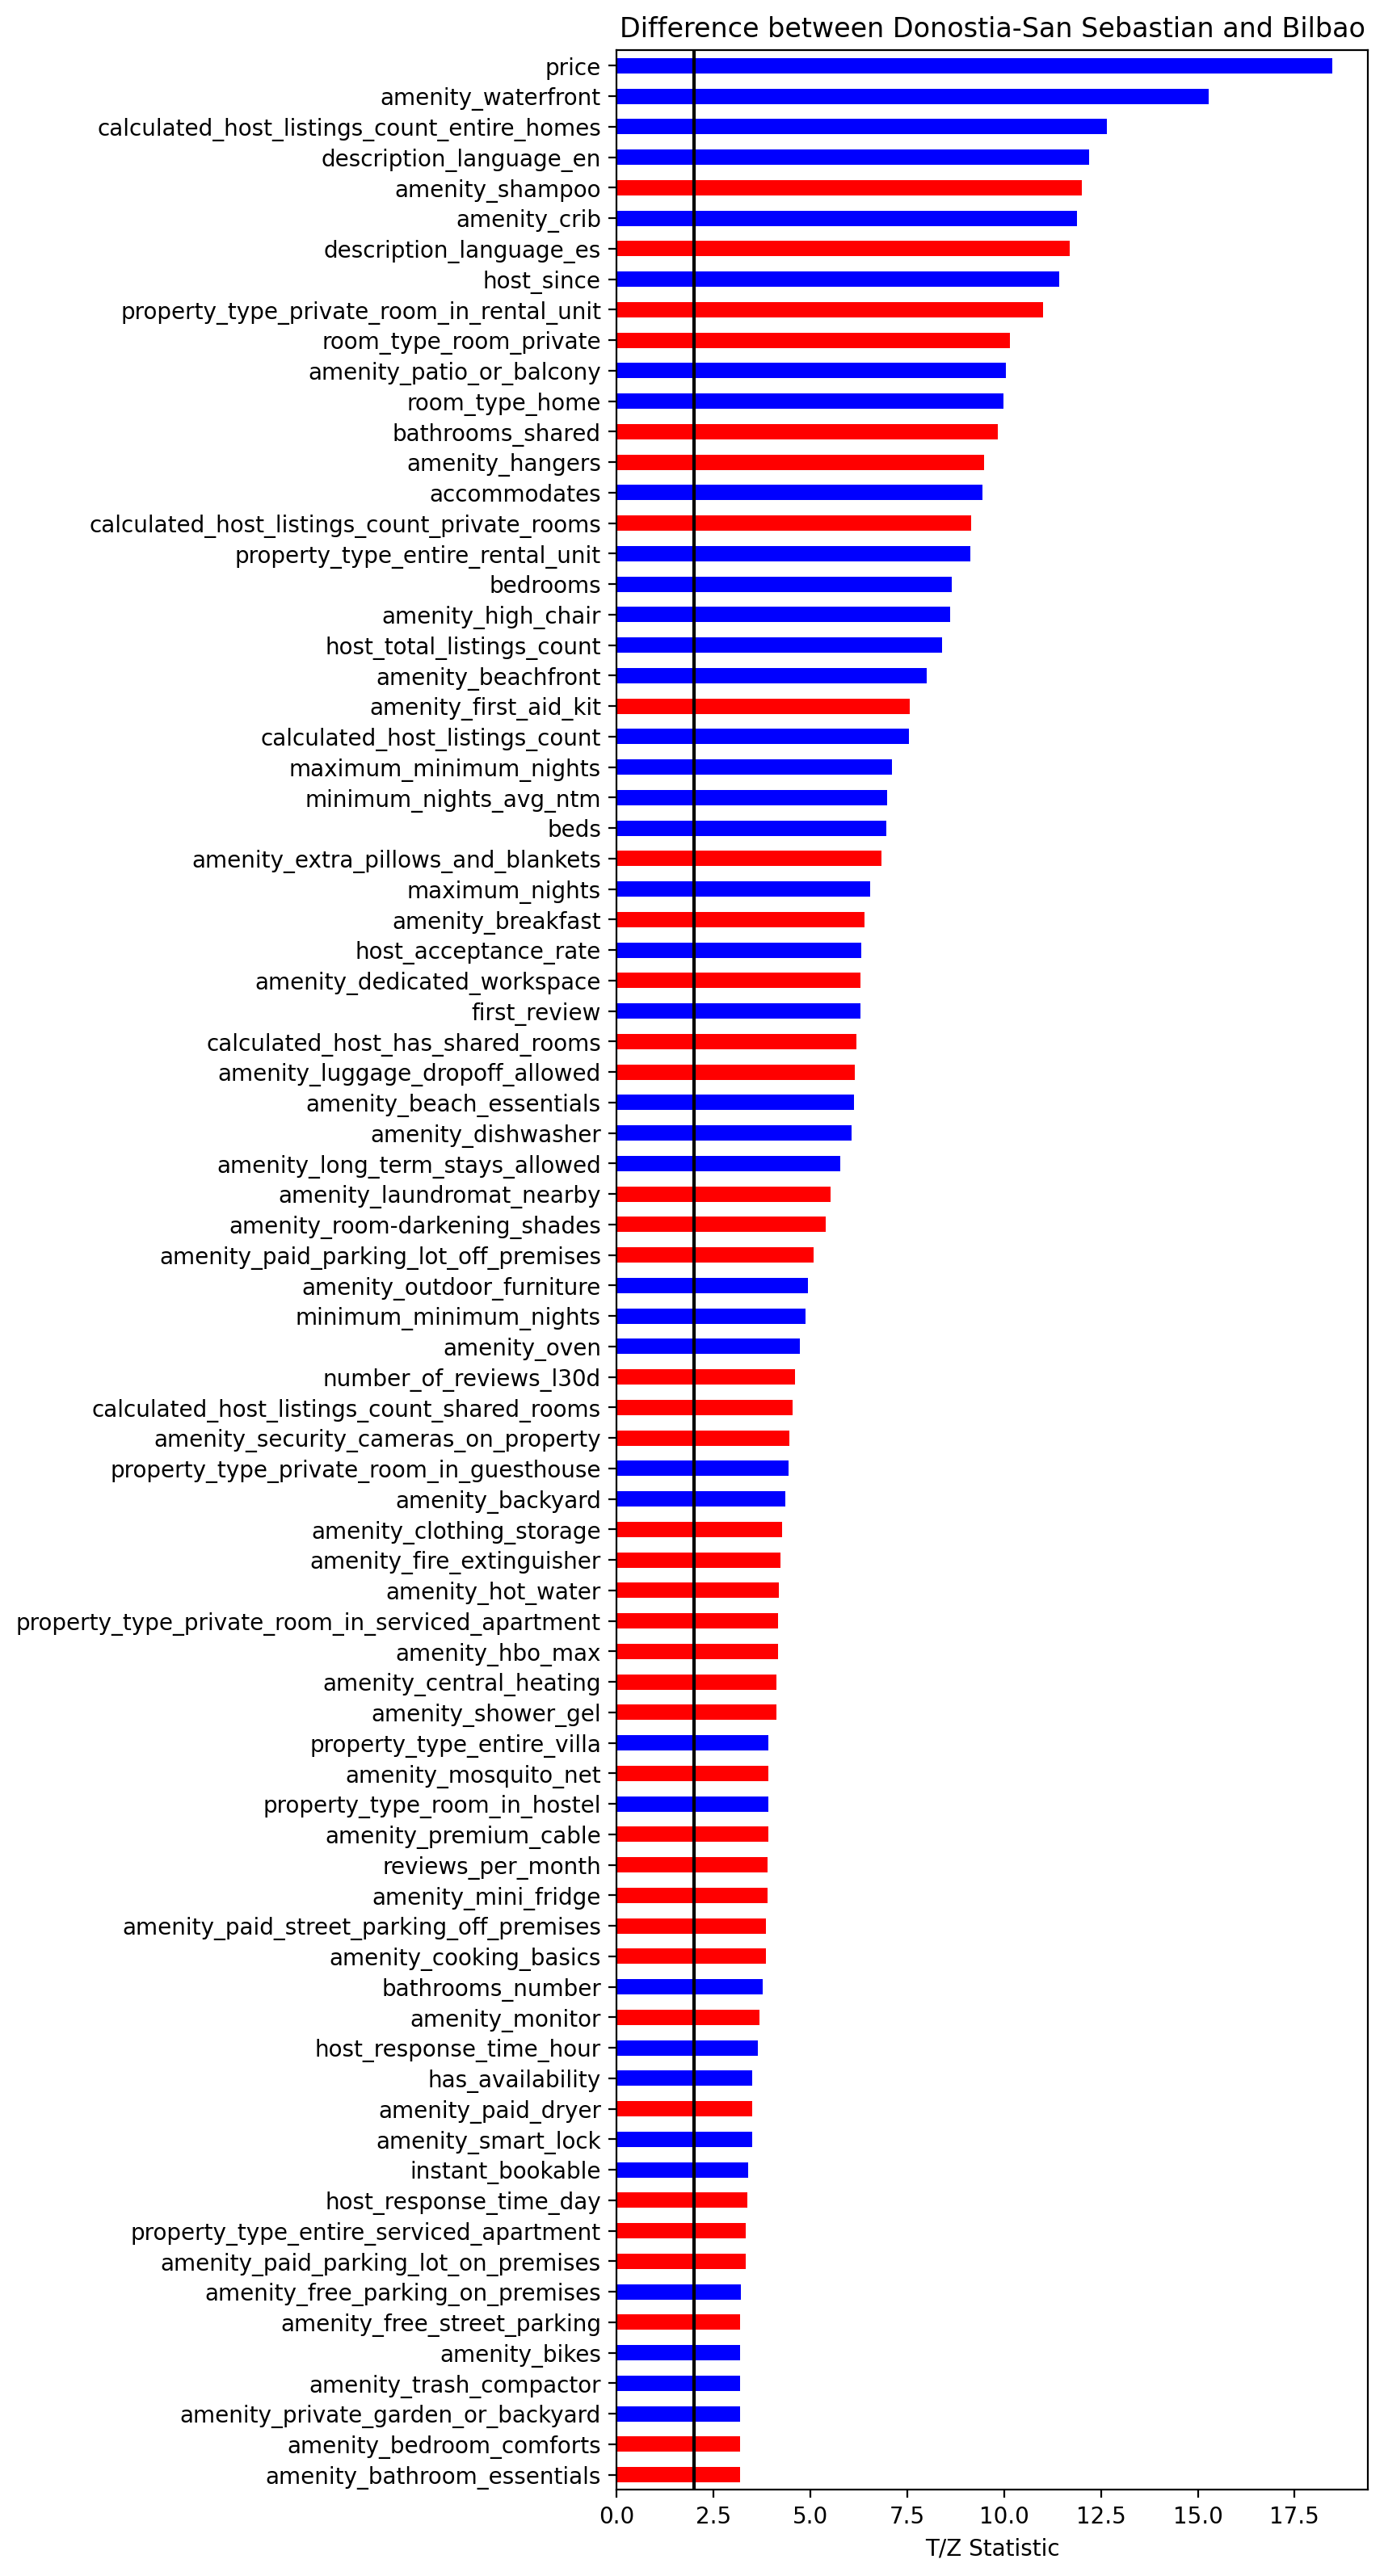 Difference between Donostia-San Sebastian and Bilbao
price
amenity_waterfront
calculated_host_listings_count_entire_homes
description_language_en
amenity_shampoo
amenity_crib
description_language_es
host_since
property_type_private_room_in_rental_unit
room_type_room_private
amenity_patio_or_balcony
room_type_home
bathrooms_shared
amenity_hangers
accommodates
calculated_host_listings_count_private_rooms
property_type_entire_rental_unit
bedrooms
amenity_high_chair
host_total_listings_count
amenity_beachfront
amenity_first_aid_kit
calculated_host_listings_count
maximum_minimum_nights
minimum_nights_avg_ntm
beds
amenity_extra_pillows_and_blankets
maximum_nights
amenity_breakfast
host_acceptance_rate
amenity_dedicated_workspace
first_review
calculated_host_has_shared_rooms
amenity_luggage_dropoff_allowed
amenity_beach_essentials
amenity_dishwasher
amenity_long_term_stays_allowed
amenity_laundromat_nearby
amenity_room-darkening_shades
amenity_paid_parking_lot_off_premises
amenity_outdoor_furniture
minimum_minimum_nights
amenity_oven
number_of_reviews_l30d
calculated_host_listings_count_shared_rooms
amenity_security_cameras_on_property
property_type_private_room_in_guesthouse
amenity_backyard
amenity_clothing_storage
amenity_fire_extinguisher
amenity_hot_water
property_type_private_room_in_serviced_apartment
amenity_hbo_max
amenity_central_heating
amenity_shower_gel
property_type_entire_villa
amenity_mosquito_net
property_type_room_in_hostel
amenity_premium_cable
reviews_per_month
amenity_mini_fridge
amenity_paid_street_parking_off_premises
amenity_cooking_basics
bathrooms_number
amenity_monitor
host_response_time_hour
has_availability
amenity_paid_dryer
amenity_smart_lock
instant_bookable
host_response_time_day
property_type_entire_serviced_apartment
amenity_paid_parking_lot_on_premises
amenity_free_parking_on_premises
amenity_free_street_parking
amenity_bikes
amenity_trash_compactor
amenity_private_garden_or_backyard
amenity_bedroom_comforts
amenity_bathroom_essentials
0.0 2.5 5.0 7.5 10.0 12.5 15.0 17.5
T/Z Statistic